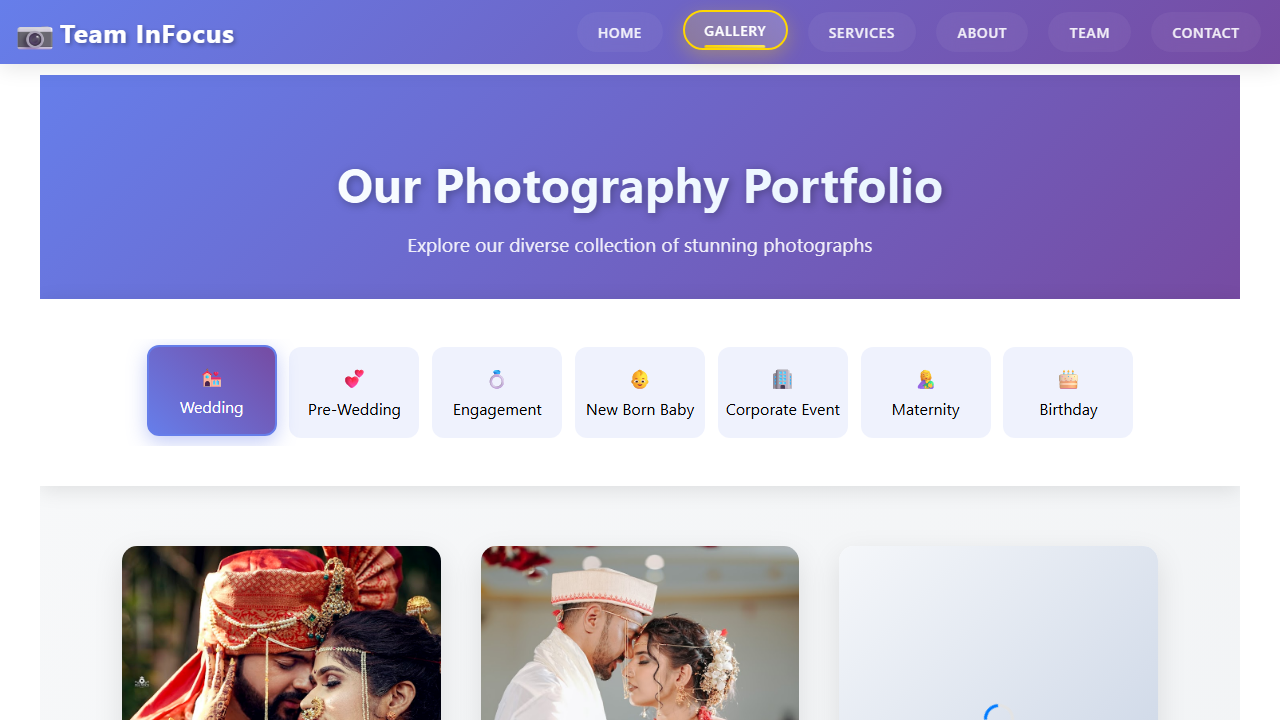 Team InFocus
HOME
GALLERY
SERVICES
ABOUT
TEAM
CONTACT
Our Photography Portfolio
Explore our diverse collection of stunning photographs
Wedding
Pre-Wedding
Engagement
New Born Baby
Corporate Event
Maternity
Birthday